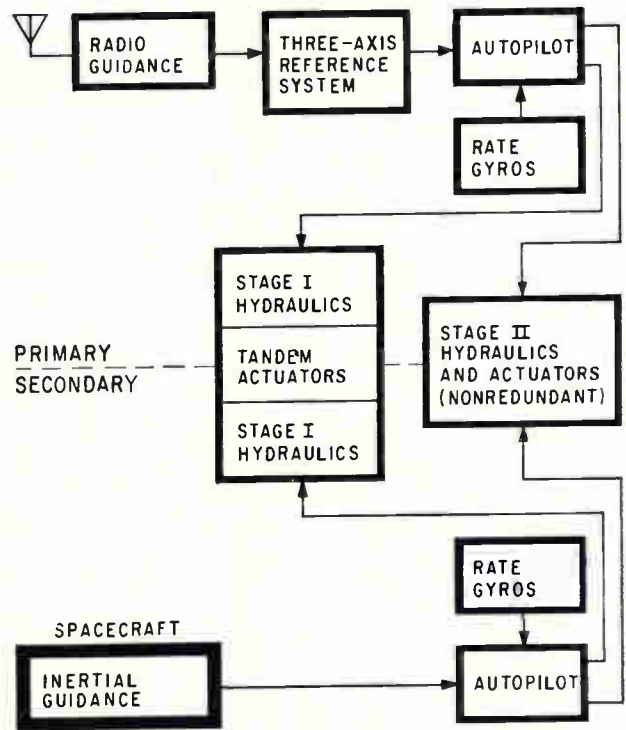 RADIO
GUIDANCE
THREE-AXIS
REFERENCE
SYSTEM
AUTOPILOT
RATE
GYROS
STAGE I
HYDRAULICS
TANDEM
ACTUATORS
STAGE I
HYDRAULICS
STAGE II
HYDRAULICS
AND ACTUATORS
(NONREDUNDANT)
PRIMARY
SECONDARY
RATE
GYROS
SPACECRAFT
INERTIAL
GUIDANCE
AUTOPILOT